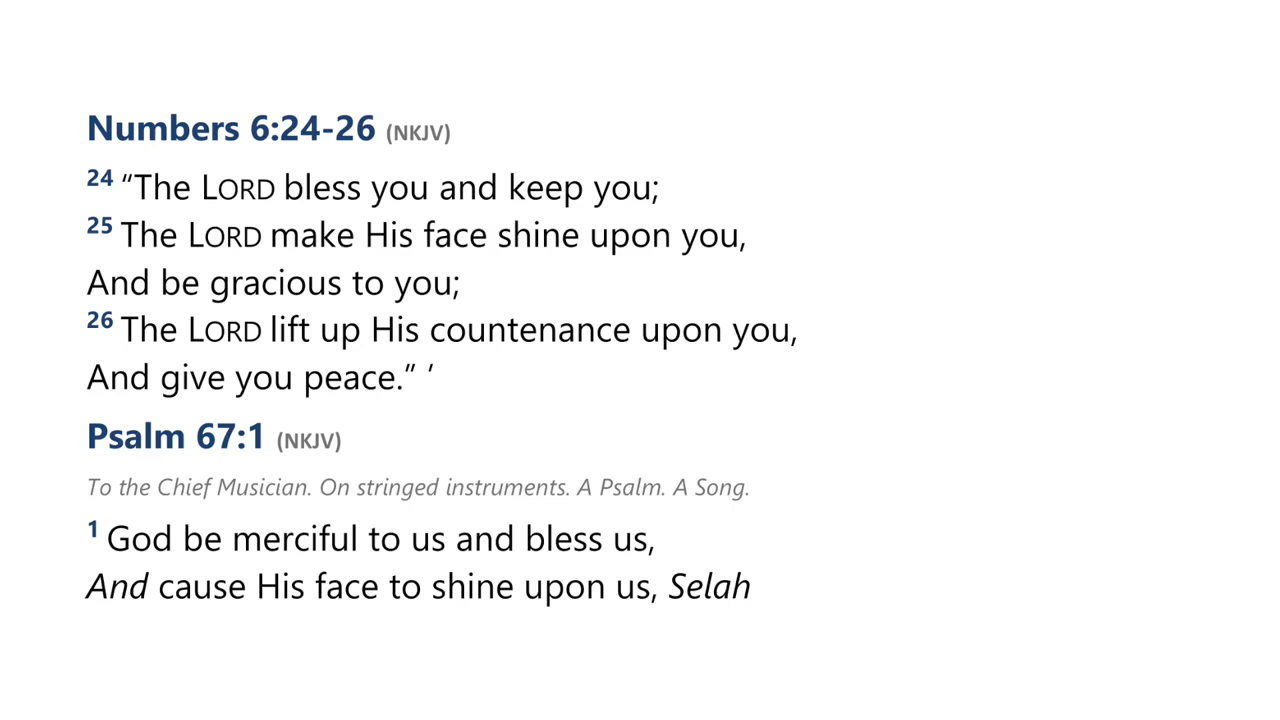 Numbers 6:24-26 (NKJV)
24 “The LORD bless you and keep you;
25 The LORD make His face shine upon you,
And be gracious to you;
26 The LORD lift up His countenance upon you,
And give you peace.” ’
Psalm 67:1 (NKJV)
To the Chief Musician. On stringed instruments. A Psalm. A Song.
1 God be merciful to us and bless us,
And cause His face to shine upon us, Selah